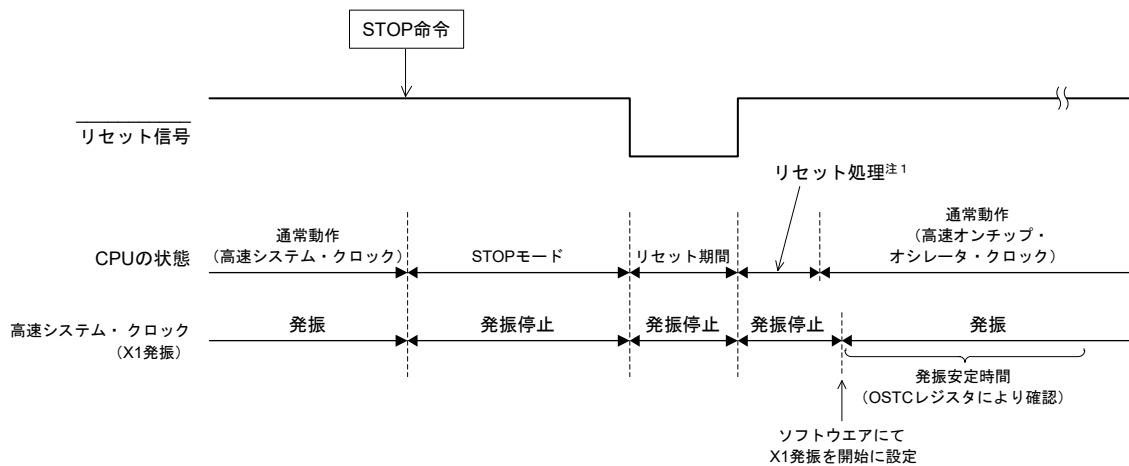 STOP命令
リセット信号
リセット処理注1
CPUの状態
通常動作
(高速システム・クロック)
STOPモード
リセット期間
通常動作
(高速オンチップ・
オシレータ・クロック)
高速システム・ クロック
(X1発振)
発振
発振停止
発振停止
発振停止
発振
発振安定時間
(OSTCレジスタにより確認)
ソフトウエアにて
X1発振を開始に設定